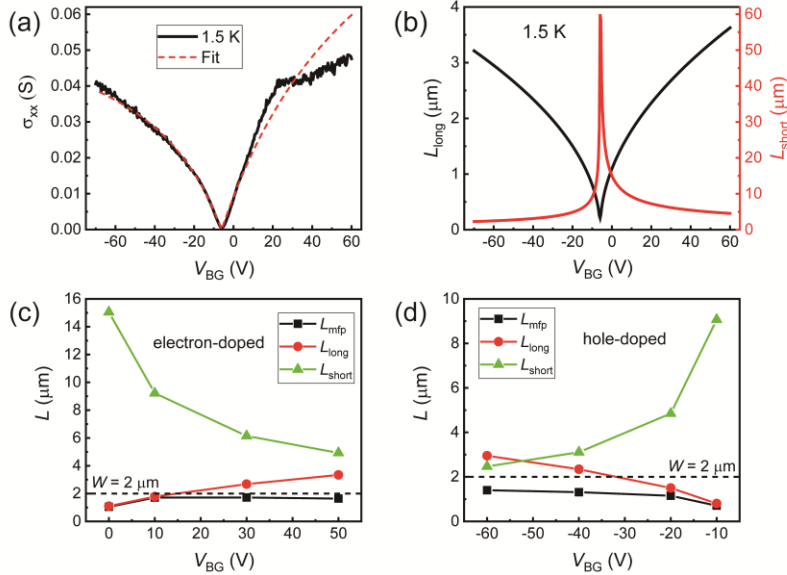 (a)
0.06
0.05
0.04
0.03
0.02
0.01
0.00
σxx (S)
1.5 K
Fit
-60 -40 -20 0 20 40 60
VBG (V)
(b)
4
3
2
1
0
Llong (μm)
1.5 K
60
50
40
30
20
10
0
Lshort (μm)
-60 -40 -20 0 20 40 60
VBG (V)
(c)
16
14
12
10
8
6
4
2
0
L (μm)
electron-doped
Lmfp
Llong
Lshort
W = 2 μm
0 10 20 30 40 50
VBG (V)
(d)
10
8
6
4
2
0
L (μm)
Lmfp
Llong
Lshort
hole-doped
W = 2 μm
-60 -50 -40 -30 -20 -10
VBG (V)